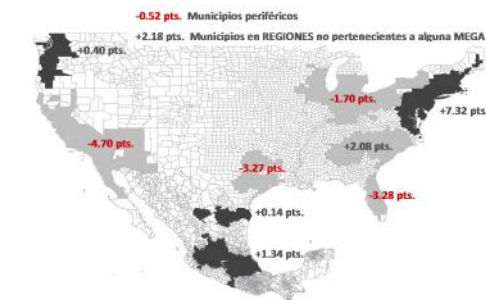 -0.52 pts. Municipios periféricos
+2.18 pts. Municipios en REGIONES no pertenecientes a alguna MEGA
+0.40 pts.
-1.70 pts.
+7.32 pts.
-4.70 pts.
+2.08 pts.
-3.27 pts.
-3.28 pts.
+0.14 pts.
+1.34 pts.